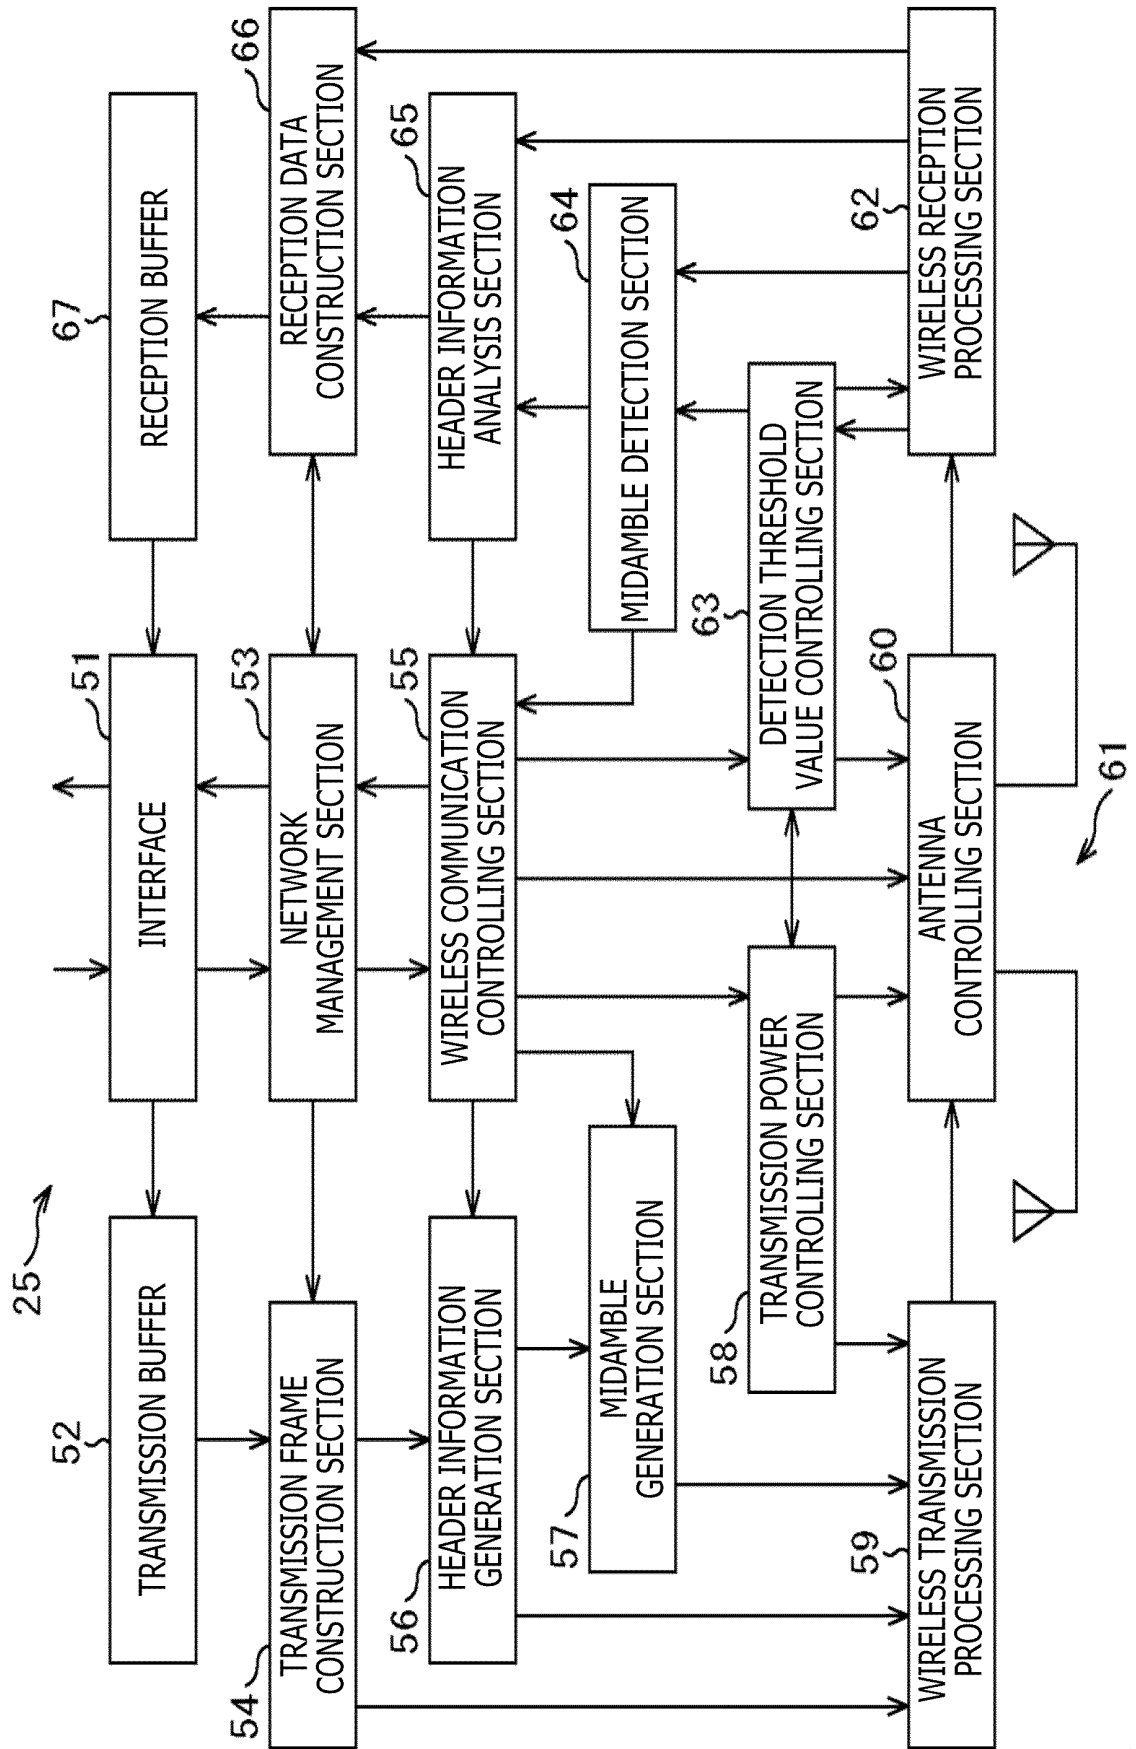 25
52
TRANSMISSION BUFFER
51
INTERFACE
67
RECEPTION BUFFER
54
TRANSMISSION FRAME
CONSTRUCTION SECTION
53
NETWORK
MANAGEMENT SECTION
66
RECEPTION DATA
CONSTRUCTION SECTION
56
HEADER INFORMATION
GENERATION SECTION
55
WIRELESS COMMUNICATION
CONTROLLING SECTION
65
HEADER INFORMATION
ANALYSIS SECTION
57
MIDAMBLE
GENERATION SECTION
64
MIDAMBLE DETECTION SECTION
58
TRANSMISSION POWER
CONTROLLING SECTION
63
DETECTION THRESHOLD
VALUE CONTROLLING SECTION
59
WIRELESS TRANSMISSION
PROCESSING SECTION
60
ANTENNA
CONTROLLING SECTION
62
WIRELESS RECEPTION
PROCESSING SECTION
61